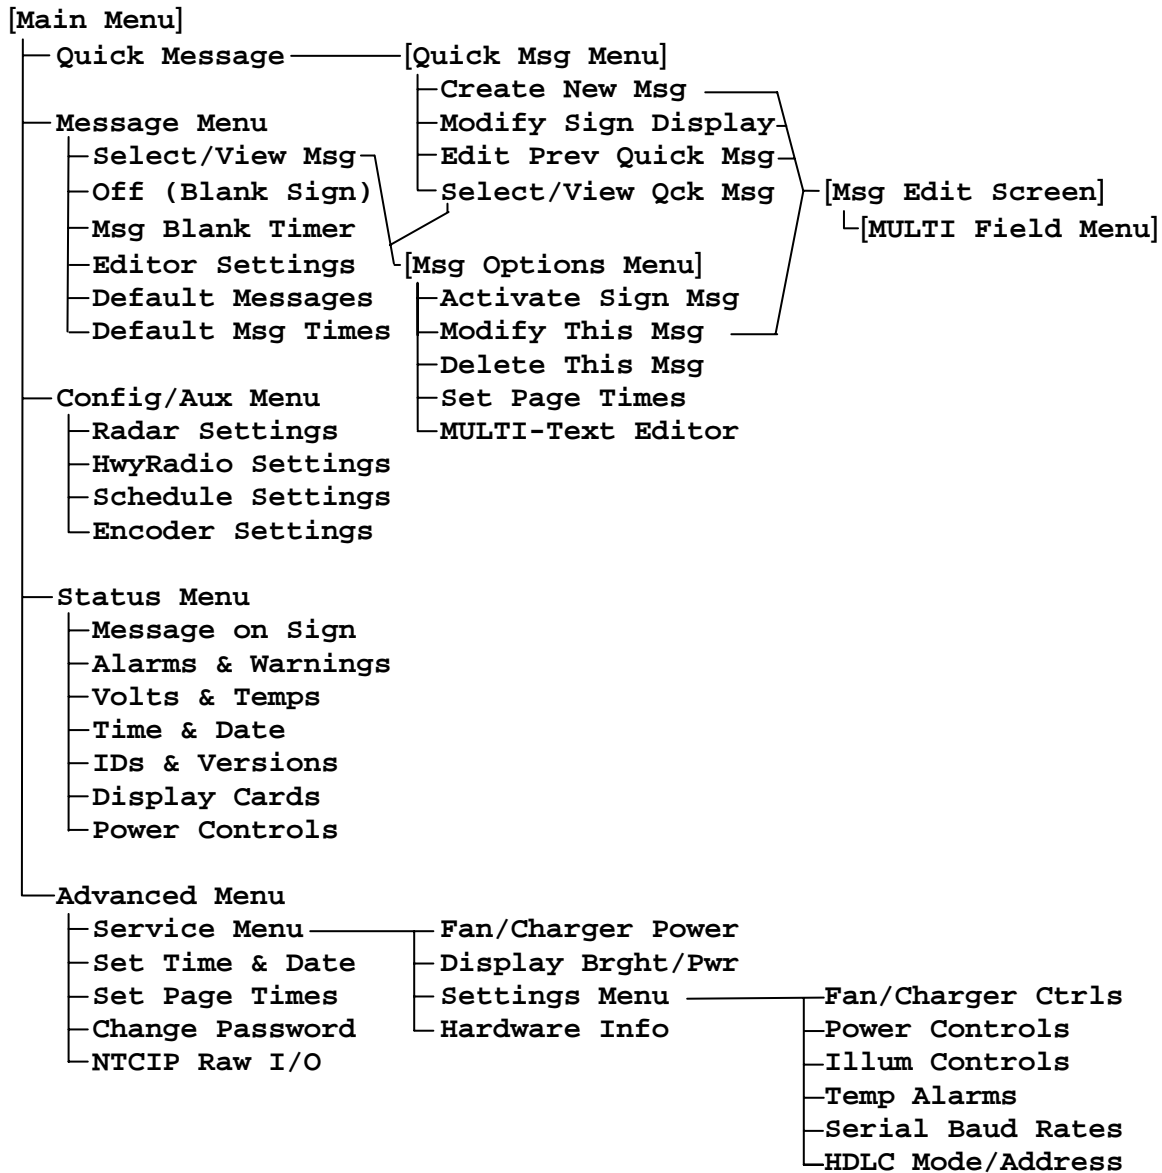 [Main Menu]
Quick Message
[Quick Msg Menu]
Create New Msg
Modify Sign Display
Edit Prev Quick Msg
Select/View Qck Msg
[Msg Edit Screen]
[MULTI Field Menu]
Message Menu
Select/View Msg
Off (Blank Sign)
Msg Blank Timer
Editor Settings
Default Messages
Default Msg Times
[Msg Options Menu]
Activate Sign Msg
Modify This Msg
Delete This Msg
Set Page Times
MULTI-Text Editor
Config/Aux Menu
Radar Settings
HwyRadio Settings
Schedule Settings
Encoder Settings
Status Menu
Message on Sign
Alarms & Warnings
Volts & Temps
Time & Date
IDs & Versions
Display Cards
Power Controls
Advanced Menu
Service Menu
Set Time & Date
Set Page Times
Change Password
NTCIP Raw I/O
Fan/Charger Power
Display Brght/Pwr
Settings Menu
Hardware Info
Fan/Charger Ctrls
Power Controls
Illum Controls
Temp Alarms
Serial Baud Rates
HDLC Mode/Address